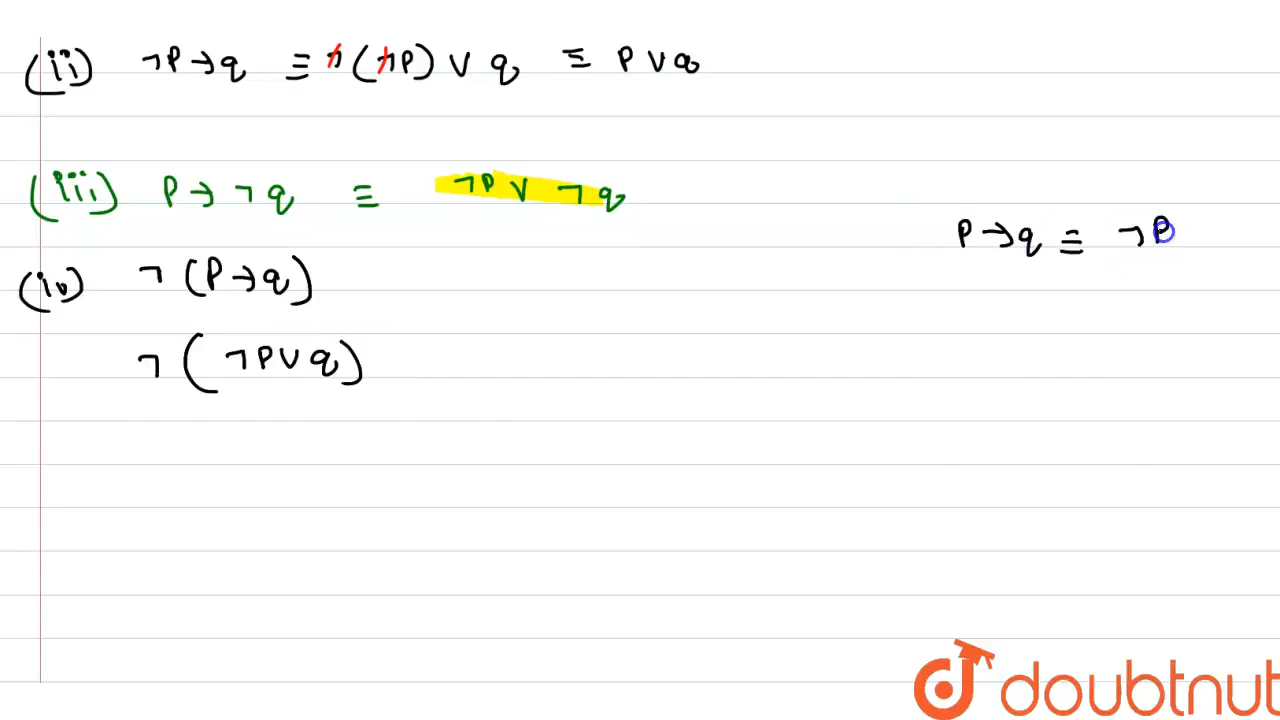 (ii) ¬P→q ≡ ¬(¬P) ∨ q ≡ P∨q
(iii) P→¬q ≡ ¬P∨ ¬q
P→q ≡ ¬P
(iv) ¬(P→q)
¬(¬P∨q)
doubtnut